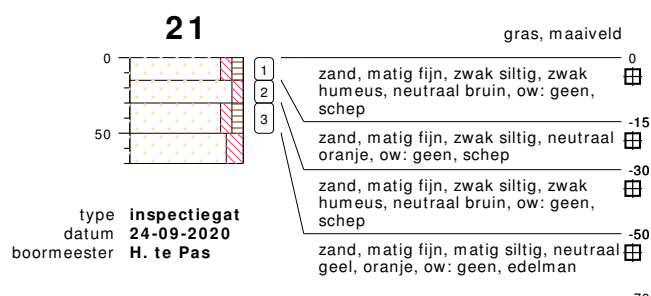 21
gras, maaiveld
0
0
1
zand, matig fijn, zwak siltig, zwak
humeus, neutraal bruin, ow: geen,
schep
2
-15
zand, matig fijn, zwak siltig, neutraal
oranje, ow: geen, schep
3
-30
50
zand, matig fijn, zwak siltig, zwak
humeus, neutraal bruin, ow: geen,
schep
-50
zand, matig fijn, matig siltig, neutraal
geel, oranje, ow: geen, edelman
type inspectiegat
datum 24-09-2020
boormeester H. te Pas